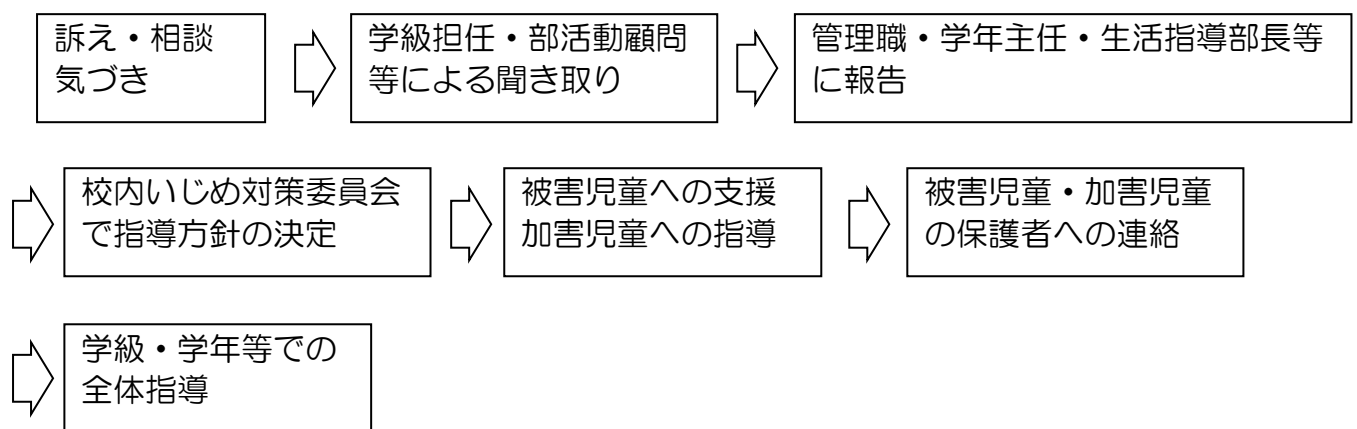 訴え・相談
気づき
学級担任・部活動顧問
等による聞き取り
管理職・学年主任・生活指導部長等
に報告
校内いじめ対策委員会
で指導方針の決定
被害児童への支援
加害児童への指導
被害児童・加害児童
の保護者への連絡
学級・学年等での
全体指導